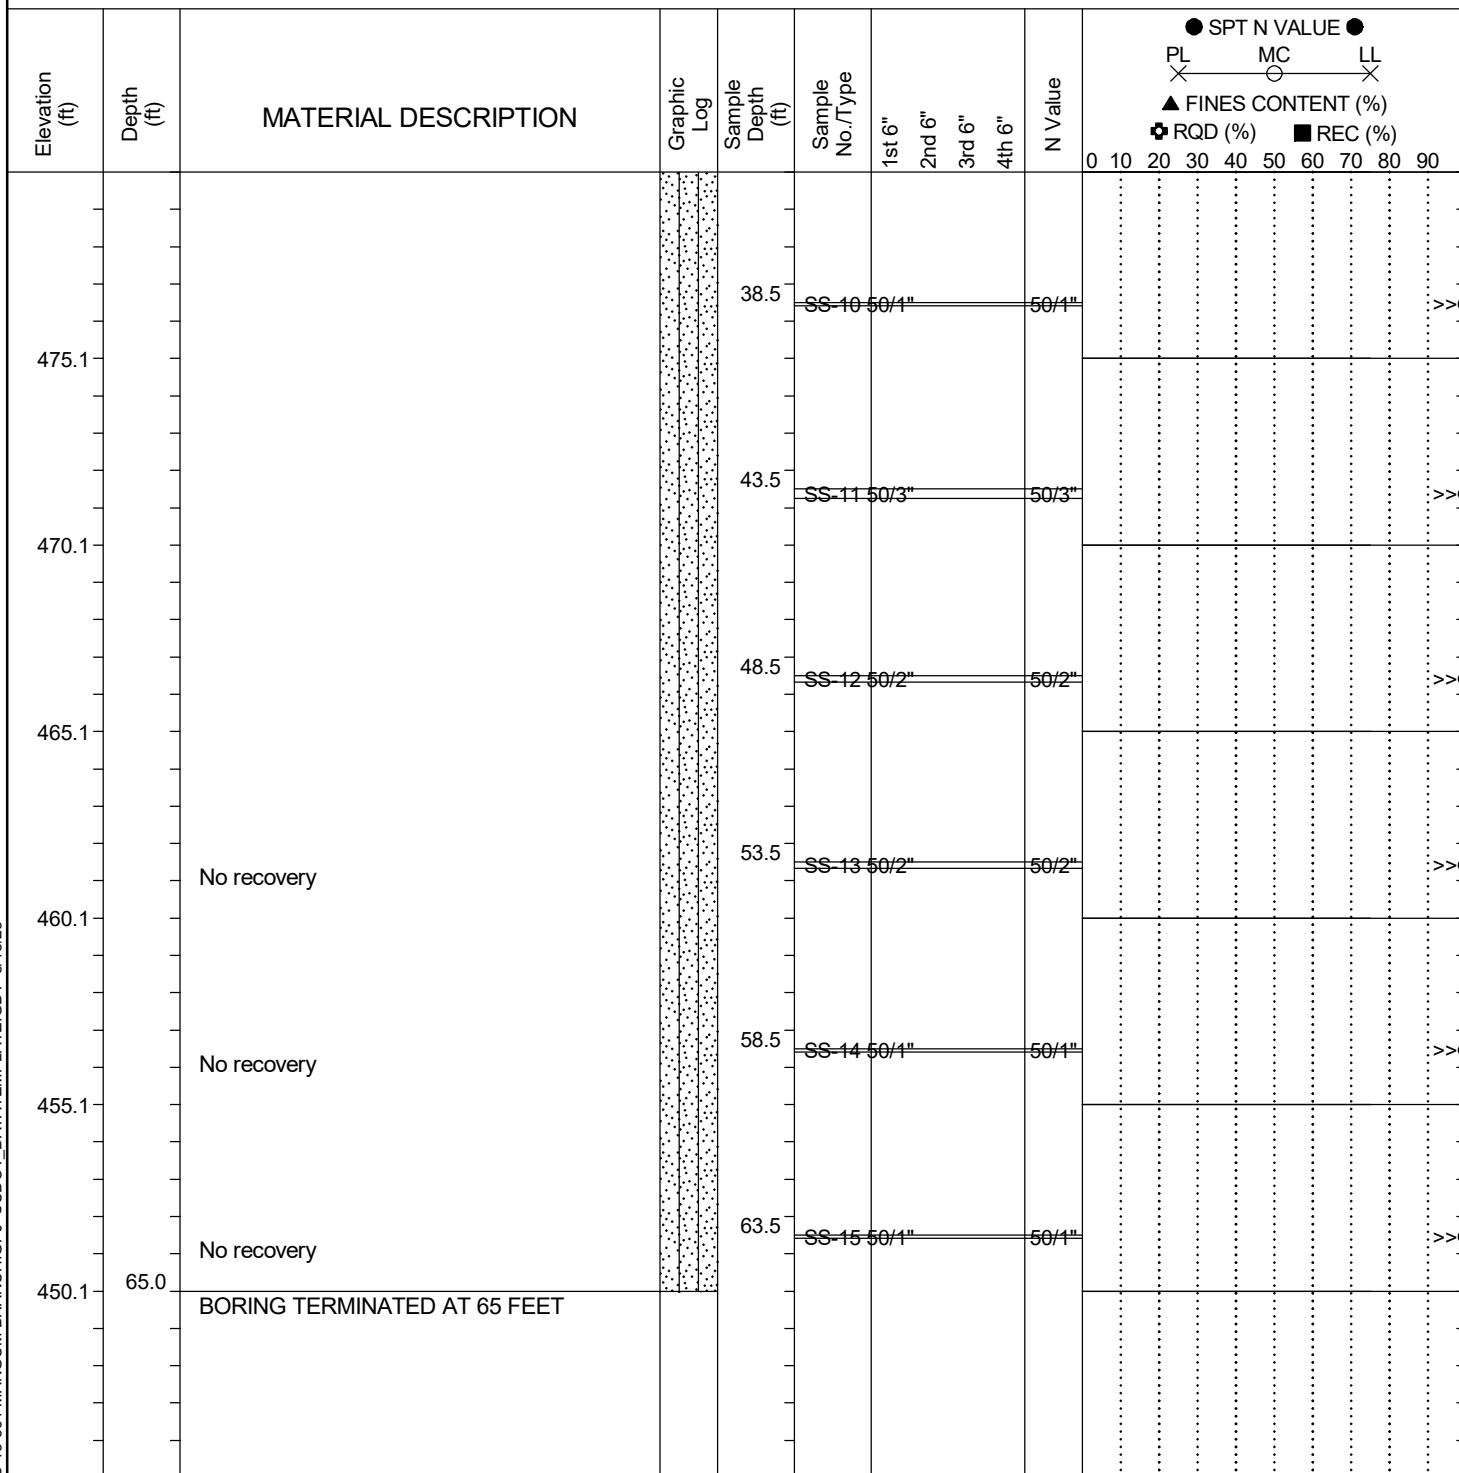 ● SPT N VALUE ●
PL MC LL
▲ FINES CONTENT (%)
RQD (%) ■ REC (%)
Elevation (ft)
Depth (ft)
MATERIAL DESCRIPTION
Graphic Log
Sample Depth (ft)
Sample No./Type
1st 6"
2nd 6"
3rd 6"
4th 6"
N Value
0 10 20 30 40 50 60 70 80 90
38.5 SS-10 50/1" 50/1" >>
475.1
43.5 SS-11 50/3" 50/3" >>
470.1
48.5 SS-12 50/2" 50/2" >>
465.1
53.5 SS-13 50/2" 50/2" >>
No recovery
460.1
58.5 SS-14 50/1" 50/1" >>
No recovery
455.1
63.5 SS-15 50/1" 50/1" >>
No recovery
450.1 65.0
BORING TERMINATED AT 65 FEET